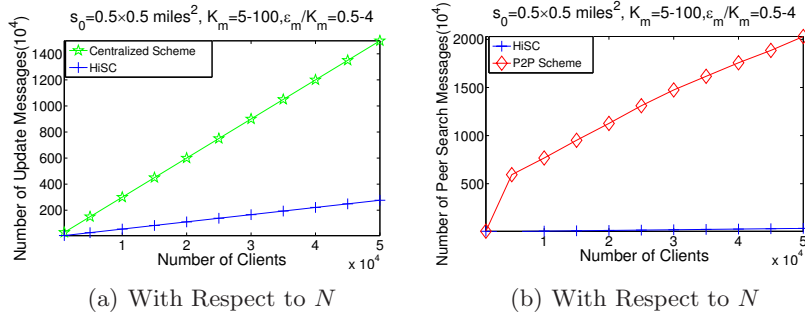 s₀=0.5×0.5 miles², Kₘ=5-100,εₘ/Kₘ=0.5-4
Number of Update Messages(10⁴)
1400
1200
1000
800
600
400
200
Centralized Scheme
HiSC
1 2 3 4 5
Number of Clients
x 10⁴
(a) With Respect to N
s₀=0.5×0.5 miles², Kₘ=5-100,εₘ/Kₘ=0.5-4
Number of Peer Search Messages(10⁴)
2000
1500
1000
500
HiSC
P2P Scheme
1 2 3 4 5
Number of Clients
x 10⁴
(b) With Respect to N